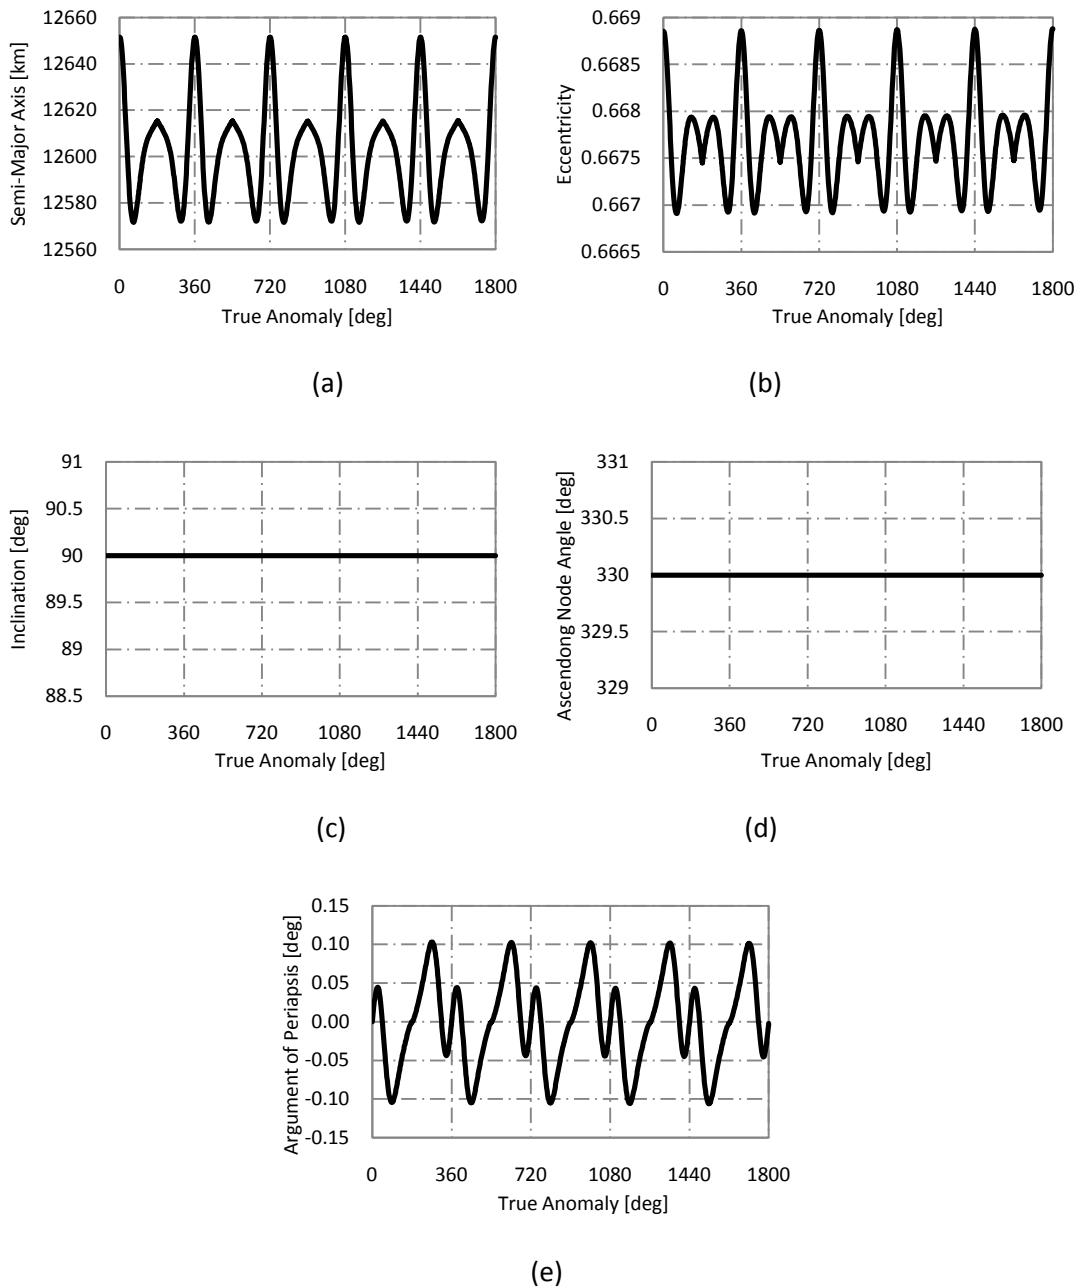 Semi-Major Axis [km]
12660
12640
12620
12600
12580
12560
0 360 720 1080 1440 1800
True Anomaly [deg]
(a)
Eccentricity
0.669
0.6685
0.668
0.6675
0.667
0.6665
0 360 720 1080 1440 1800
True Anomaly [deg]
(b)
Inclination [deg]
91
90.5
90
89.5
89
88.5
0 360 720 1080 1440 1800
True Anomaly [deg]
(c)
Ascendong Node Angle [deg]
331
330.5
330
329.5
329
0 360 720 1080 1440 1800
True Anomaly [deg]
(d)
Argument of Periapsis [deg]
0.15
0.10
0.05
0.00
-0.05
-0.10
-0.15
0 360 720 1080 1440 1800
True Anomaly [deg]
(e)